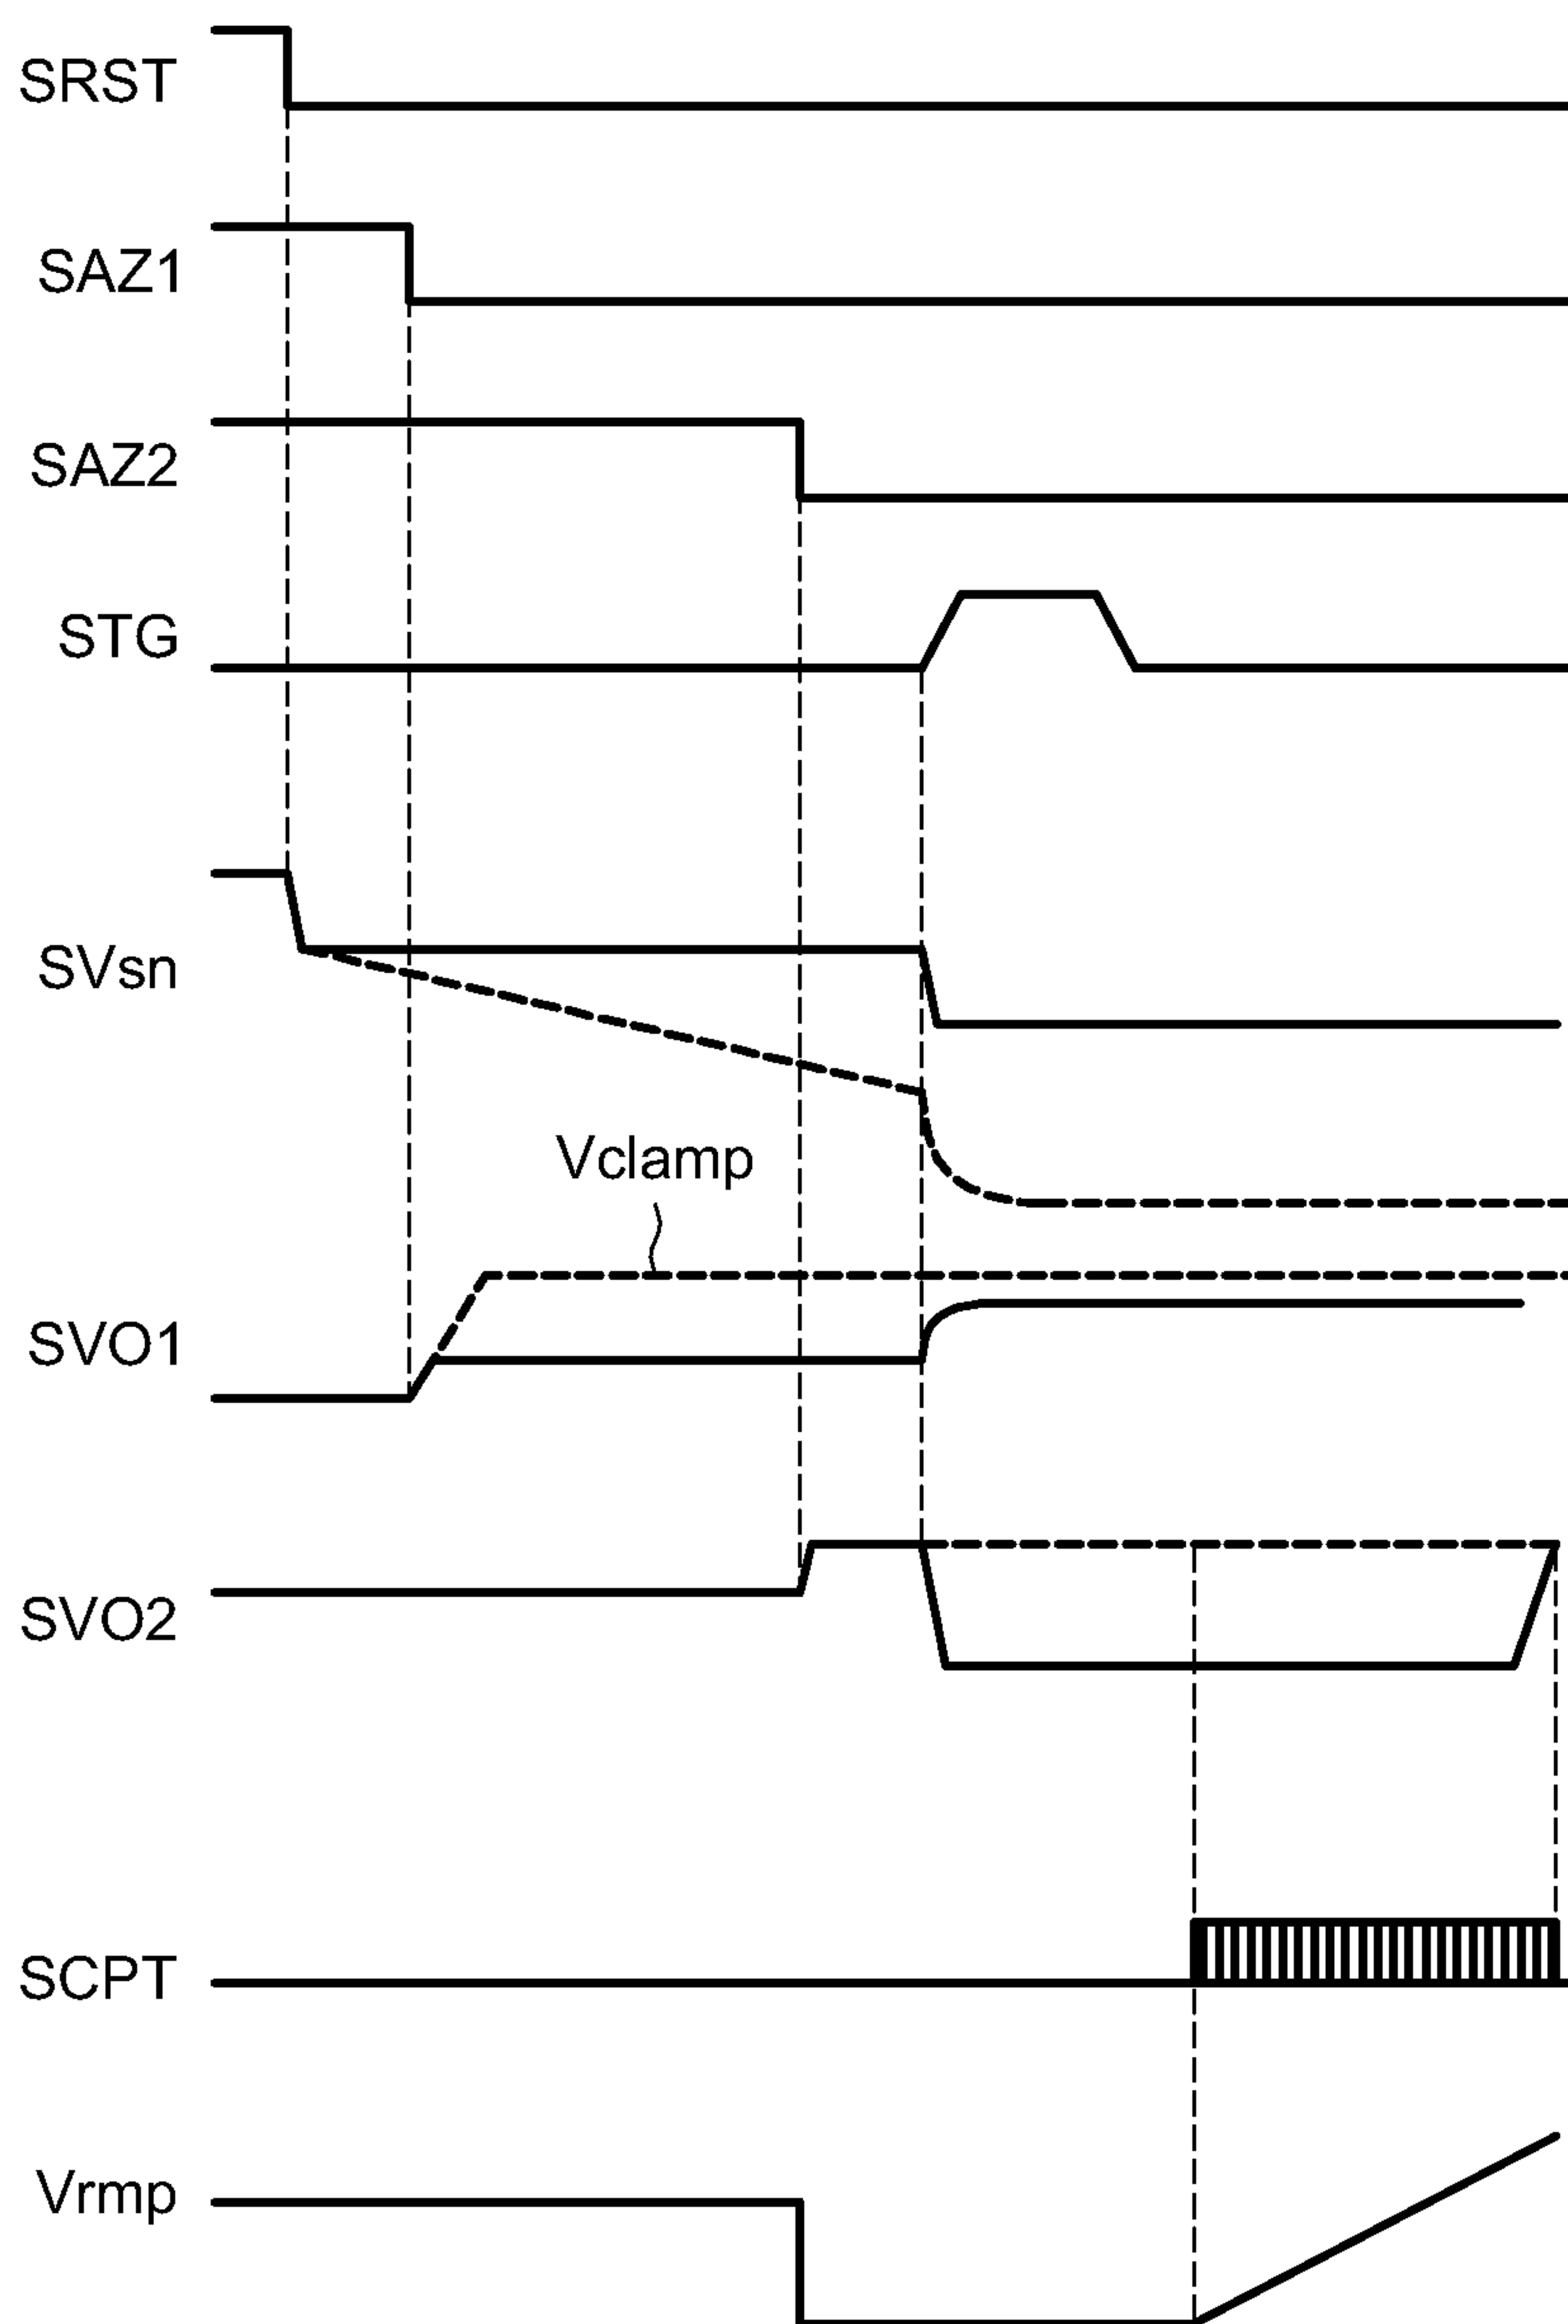 SRST
SAZ1
SAZ2
STG
SVsn
Vclamp
SVO1
SVO2
SCPT
Vrmp